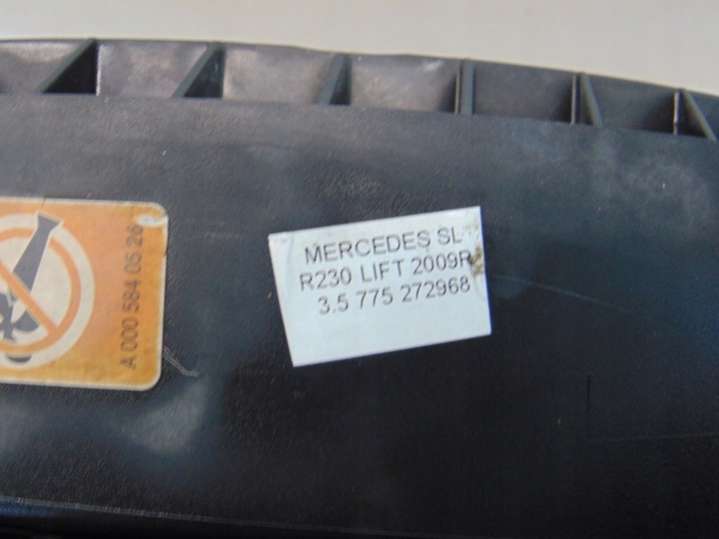 MERCEDES SL
R230 LIFT 2009R
3.5 775 272968
A 000 584 05 26